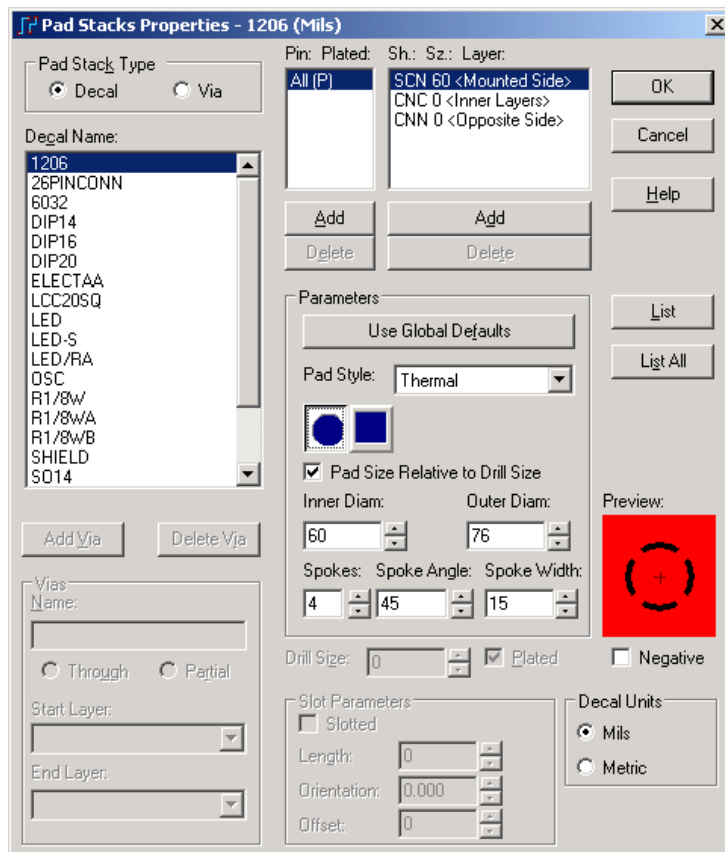 Pad Stacks Properties - 1206 (Mils)
Pad Stack Type
Decal Via
Decal Name:
1206
26PINCONN
6032
DIP14
DIP16
DIP20
ELECTAA
LCC20SQ
LED
LED-S
LED/RA
OSC
R1/8W
R1/8WA
R1/8WB
SHIELD
SO14
Add Via Delete Via
Vias
Name:
Through Partial
Start Layer:
End Layer:
Pin: Plated: Sh.: Sz.: Layer:
All (P)
SCN 60 <Mounted Side>
CNC 0 <Inner Layers>
CNN 0 <Opposite Side>
Add Add
Delete Delete
Parameters
Use Global Defaults
Pad Style: Thermal
Pad Size Relative to Drill Size
Inner Diam: Outer Diam:
60 76
Spokes: Spoke Angle: Spoke Width:
4 45 15
Drill Size: 0 Plated
Slot Parameters
Slotted
Length: 0
Orientation: 0.000
Offset: 0
OK
Cancel
Help
List
List All
Preview:
Negative
Decal Units
Mils
Metric